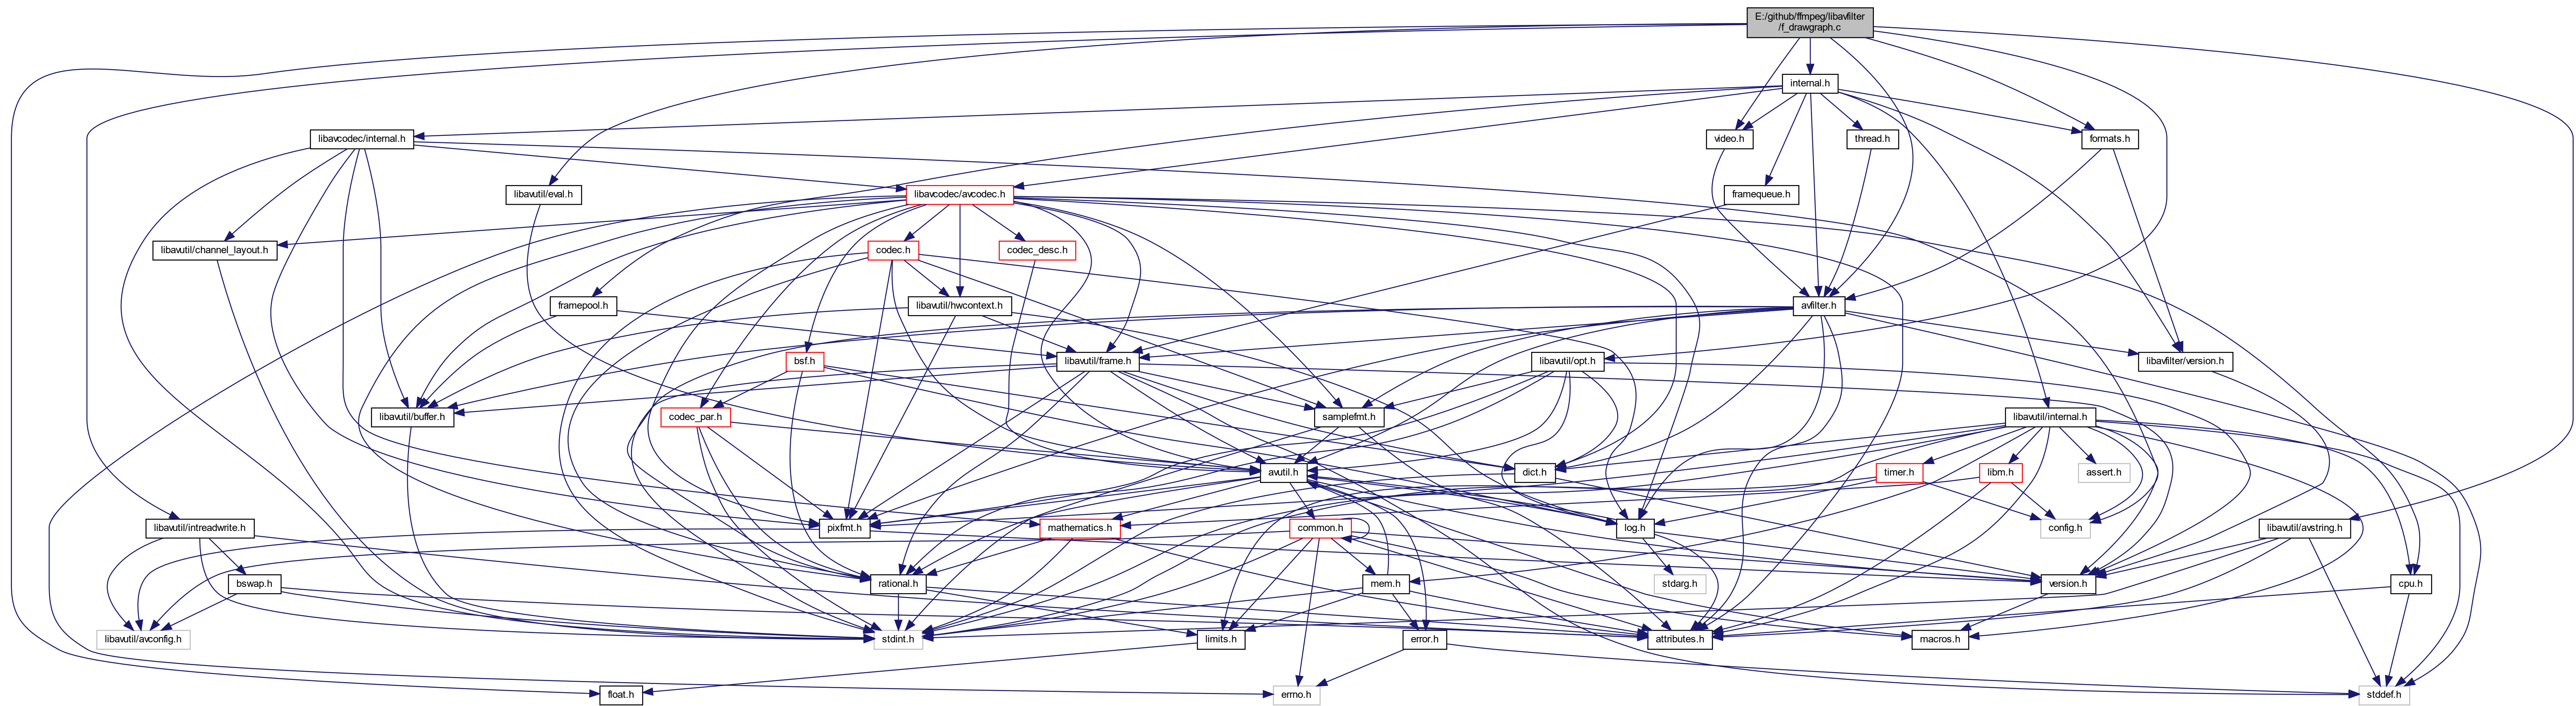 E:/github/ffmpeg/libavfilter
/f_drawgraph.c
internal.h
libavcodec/internal.h
video.h
thread.h
formats.h
libavutil/eval.h
libavcodec/avcodec.h
framequeue.h
libavutil/channel_layout.h
codec.h
codec_desc.h
framepool.h
libavutil/hwcontext.h
avfilter.h
bsf.h
libavutil/frame.h
libavutil/opt.h
libavfilter/version.h
libavutil/buffer.h
codec_par.h
samplefmt.h
libavutil/internal.h
avutil.h
dict.h
timer.h
libm.h
assert.h
libavutil/intreadwrite.h
pixfmt.h
mathematics.h
common.h
log.h
config.h
libavutil/avstring.h
bswap.h
rational.h
mem.h
stdarg.h
version.h
cpu.h
libavutil/avconfig.h
stdint.h
limits.h
error.h
attributes.h
macros.h
float.h
errno.h
stddef.h